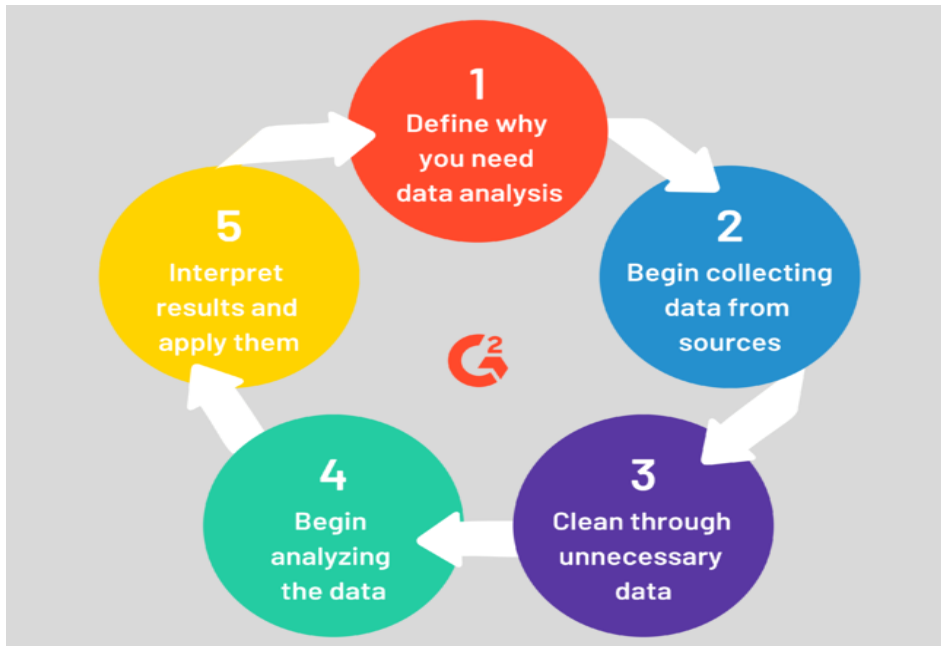 1
Define why
you need
data analysis
2
Begin collecting
data from
sources
3
Clean through
unnecessary
data
4
Begin
analyzing
the data
5
Interpret
results and
apply them
G2